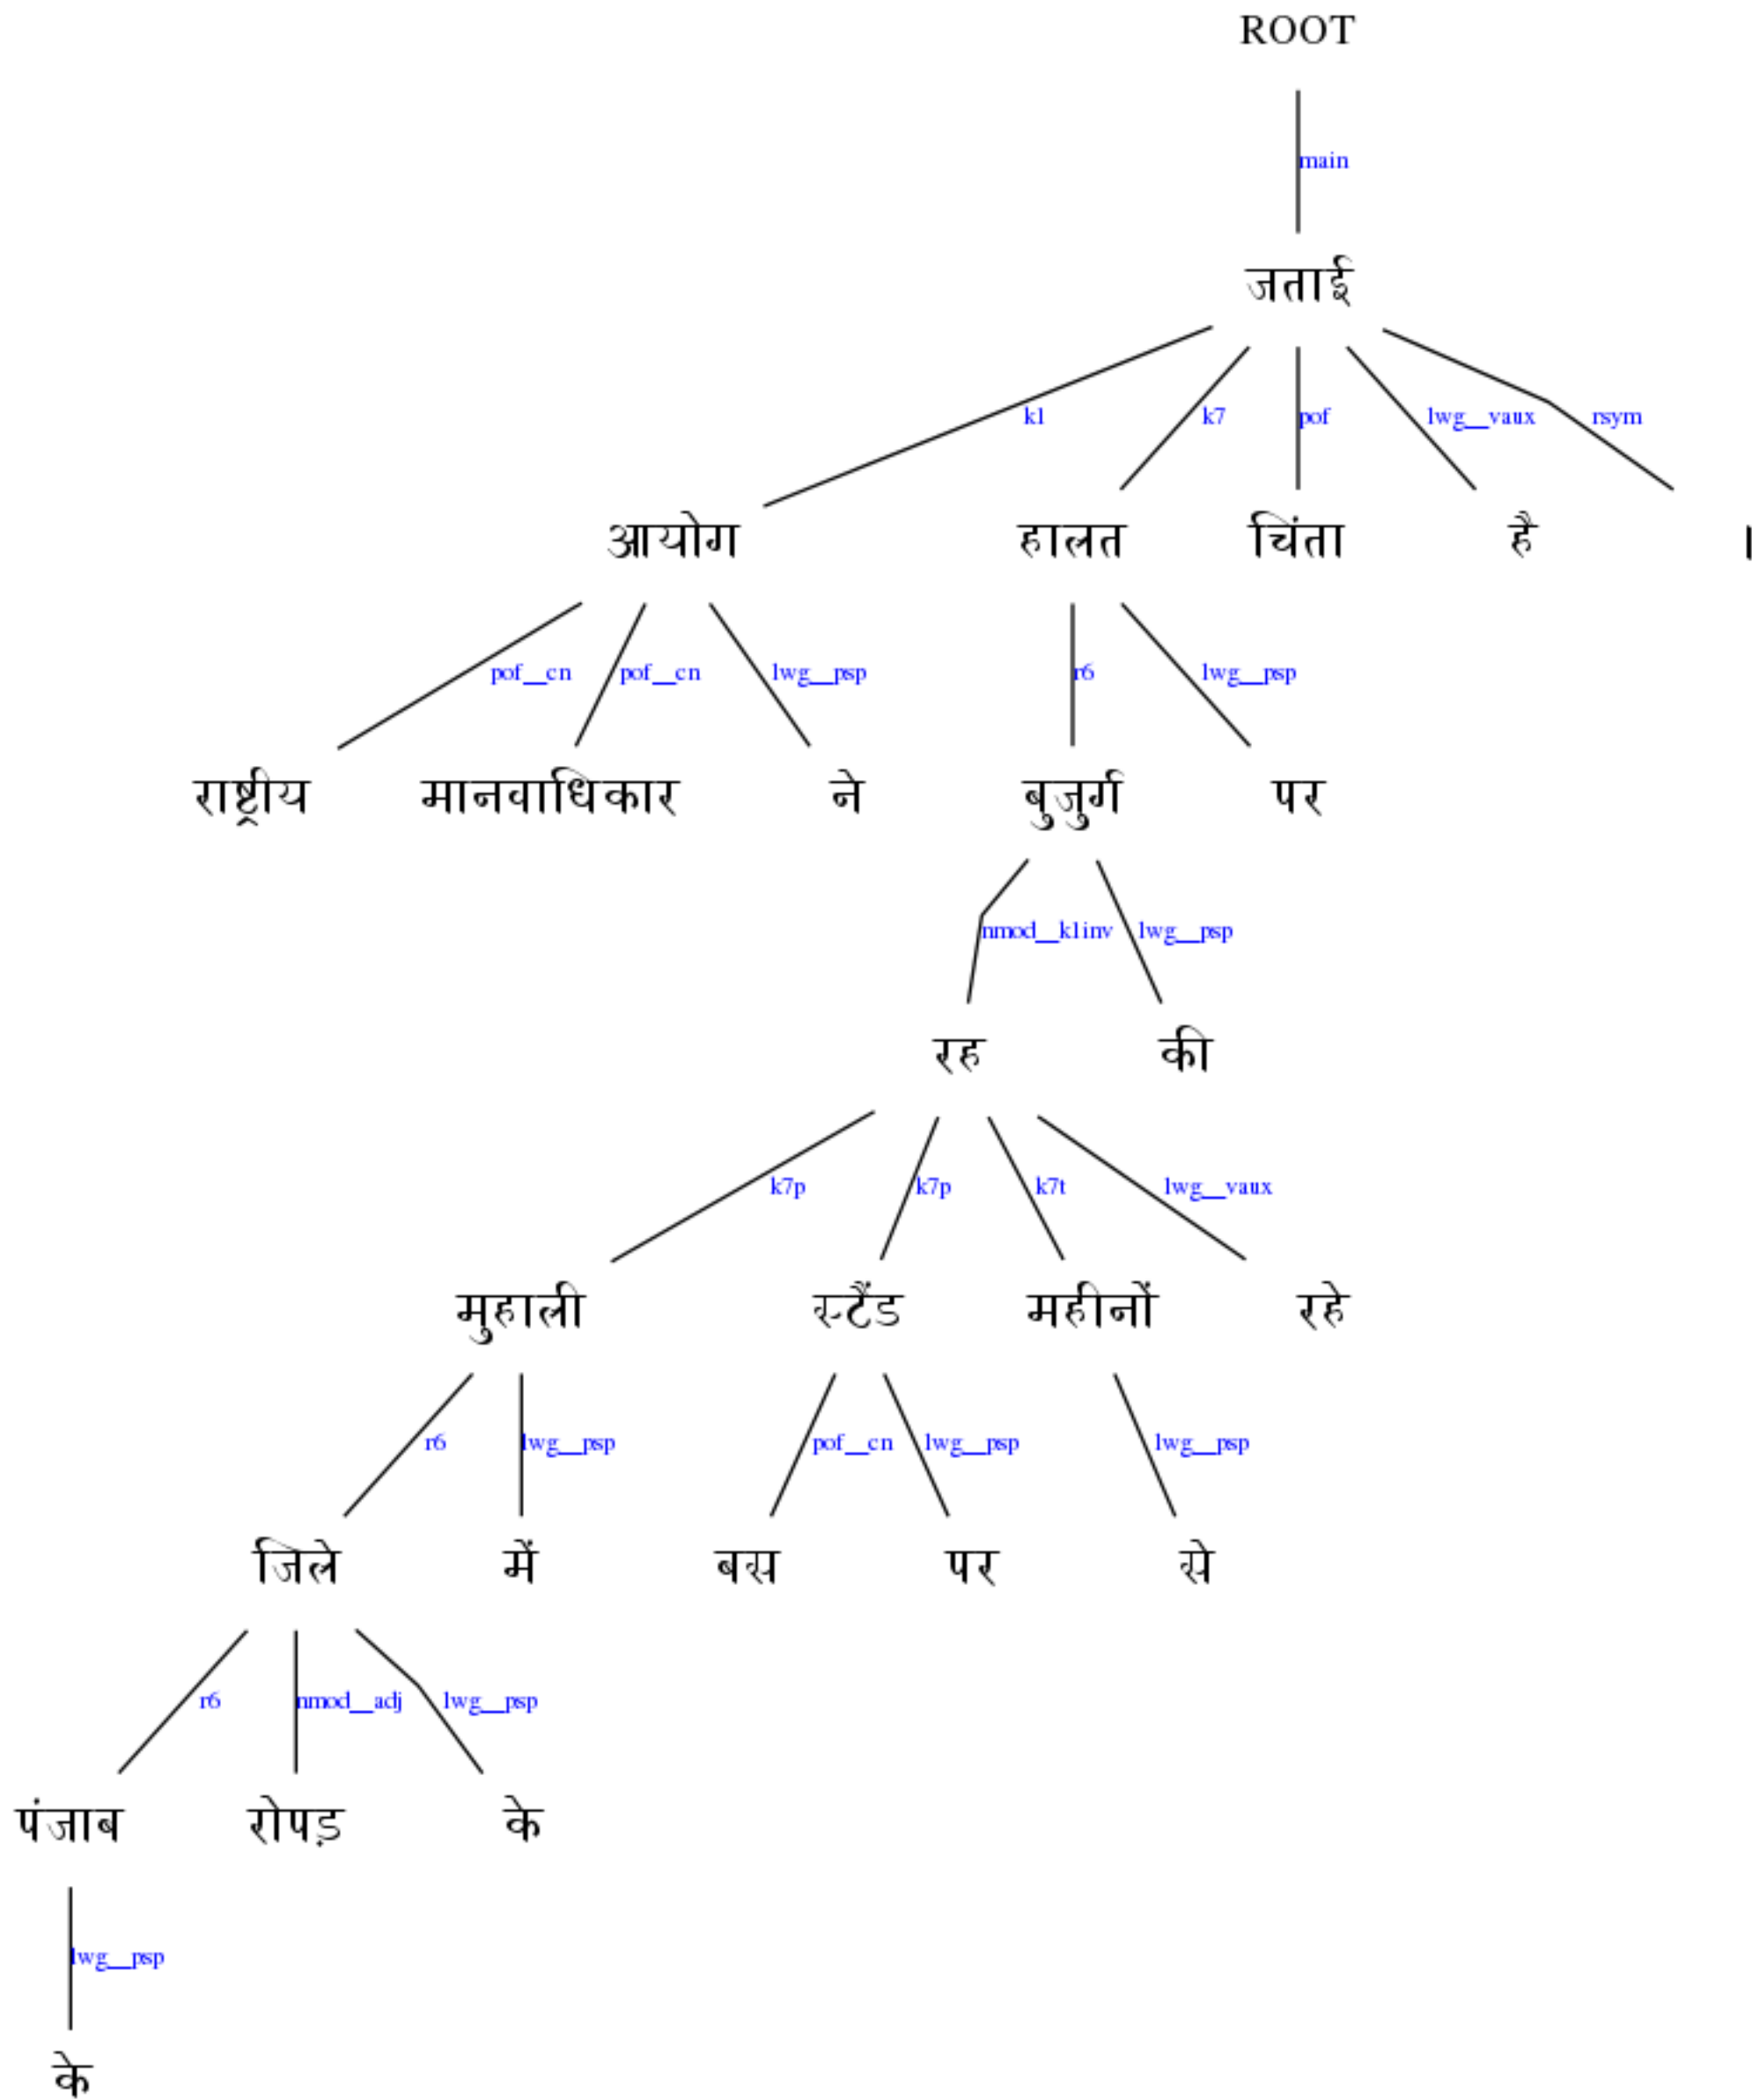 ROOT
main
जताई
k1 k7 pof lwg__vaux rsym
आयोग हालत चिंता है ।
pof__cn pof__cn lwg__psp r6 lwg__psp
राष्ट्रीय मानवाधिकार ने बुजुर्ग पर
nmod__k1inv lwg__psp
रह की
k7p k7p k7t lwg__vaux
मुहाली स्टैंड महीनों रहे
r6 lwg__psp pof__cn lwg__psp lwg__psp
जिले में बस पर से
r6 nmod__adj lwg__psp
पंजाब रोपड़ के
lwg__psp
के